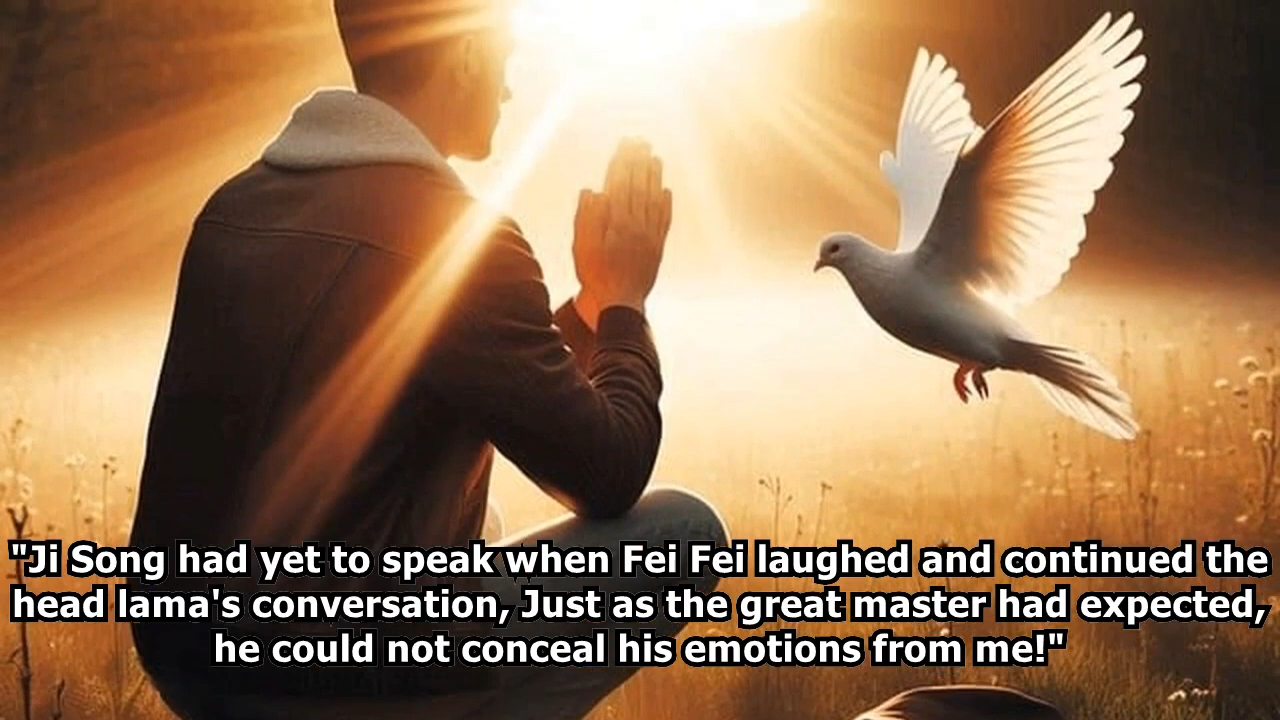 "Ji Song had yet to speak when Fei Fei laughed and continued the
head lama's conversation, Just as the great master had expected,
he could not conceal his emotions from me!"